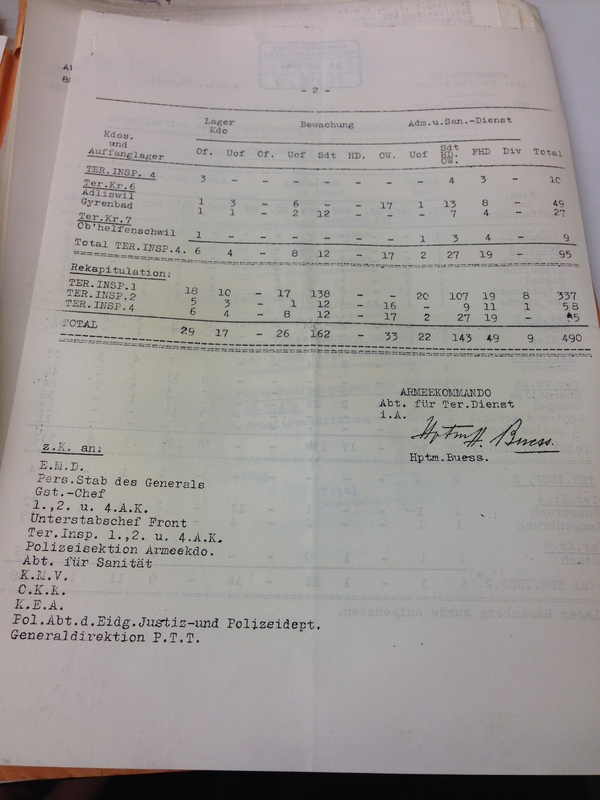 - 2 -
Lager Kdo Bewachung Adm.u.San.-Dienst
Kdos. und Auffanglager Of. Uof Of. Uof Sdt HD. OW. Uof Sdt HD. OW. FHD Div Total
TER.INSP. 4 3 - - - - - - - 4 3 - 10
Ter.Kr.6
Adliswil 1 3 - 6 - - 17 1 13 8 - 49
Gyrenbad 1 1 - 2 12 - - - 7 4 - 27
Ter.Kr.7
Ob'helfenschwil 1 - - - - - - 1 3 4 - 9
Total TER.INSP.4. 6 4 - 8 12 - 17 2 27 19 - 95
Rekapitulation:
TER.INSP.1 18 10 - 17 138 - - 20 107 19 8 337
TER.INSP.2 5 3 - 1 12 - 16 - 9 11 1 58
TER.INSP.4 6 4 - 8 12 - 17 2 27 19 -
TOTAL 29 17 - 26 162 - 33 22 143 49 9 490
ARMEEKOMMANDO
Abt. für Ter.Dienst
i.A.
Hptm H. Buess.
Hptm.Buess.
z.K. an:
E.M.D.
Pers.Stab des Generals
Gst.-Chef
1.,2. u. 4.A.K.
Unterstabschef Front
Ter.Insp. 1.,2. u. 4.A.K.
Polizeisektion Armeekdo.
Abt. für Sanität
K.M.V.
C.K.K.
K.E.A.
Pol.Abt.d.Eidg.Justiz-und Polizeidept.
Generaldirektion P.T.T.